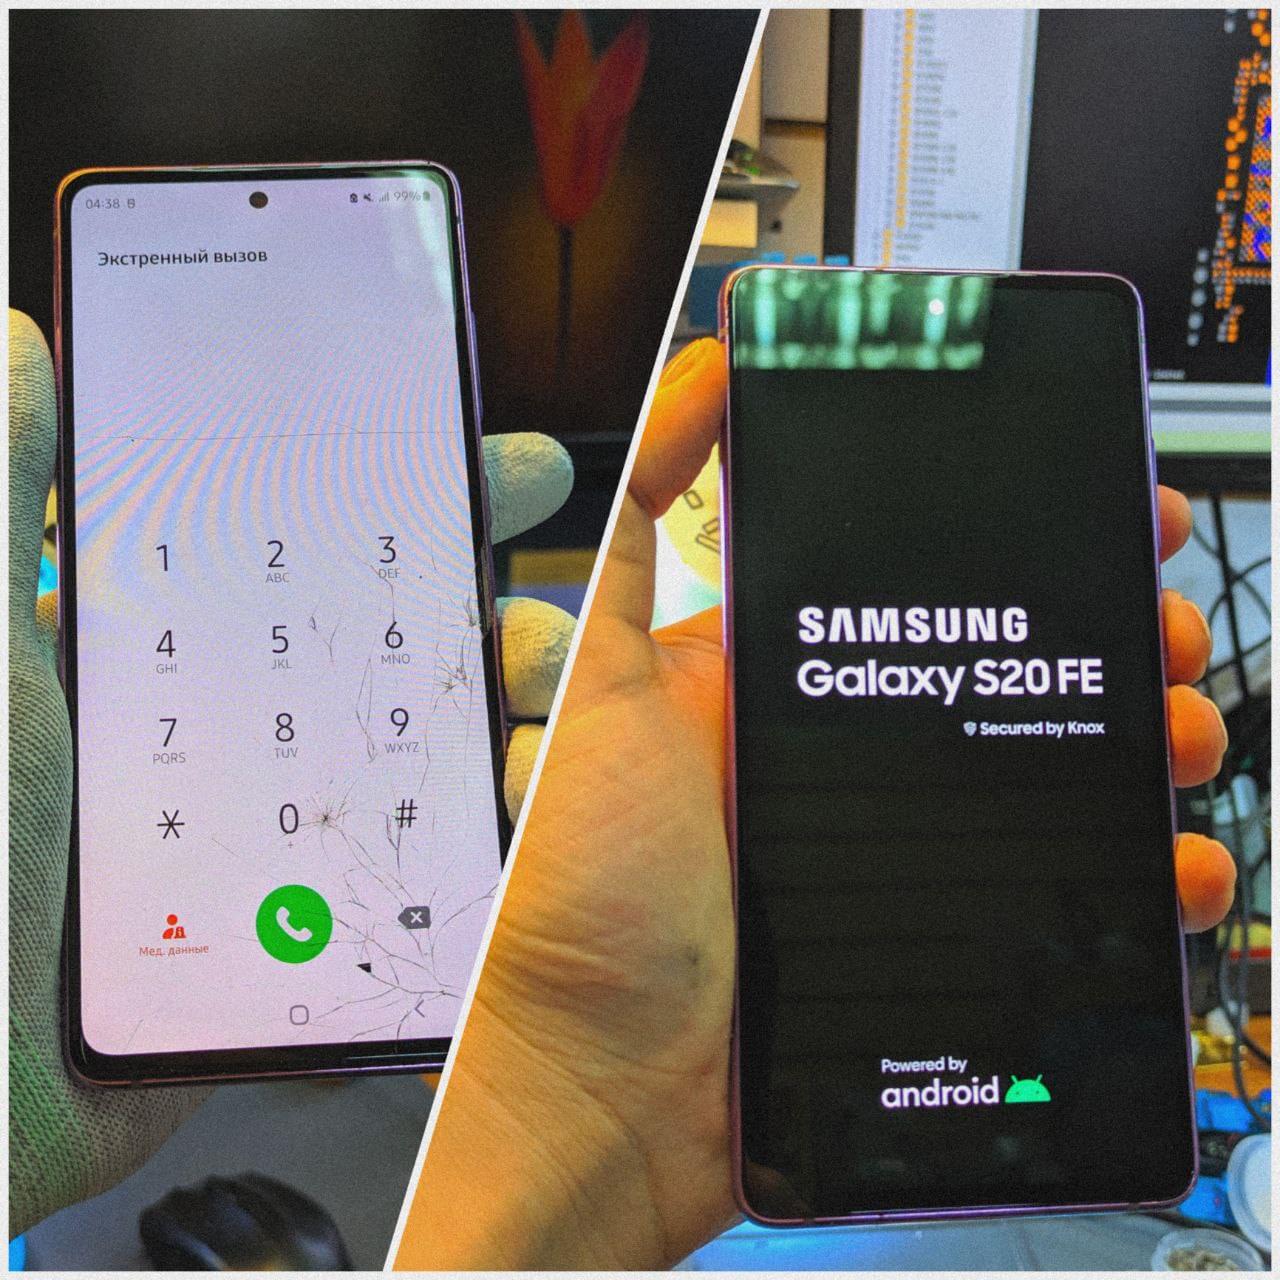 04:38
99%
Экстренный вызов
1
2
ABC
3
DEF
4
GHI
5
JKL
6
MNO
7
PQRS
8
TUV
9
WXYZ
*
0
+
#
Мед. данные
SAMSUNG
Galaxy S20 FE
Secured by Knox
Powered by
android